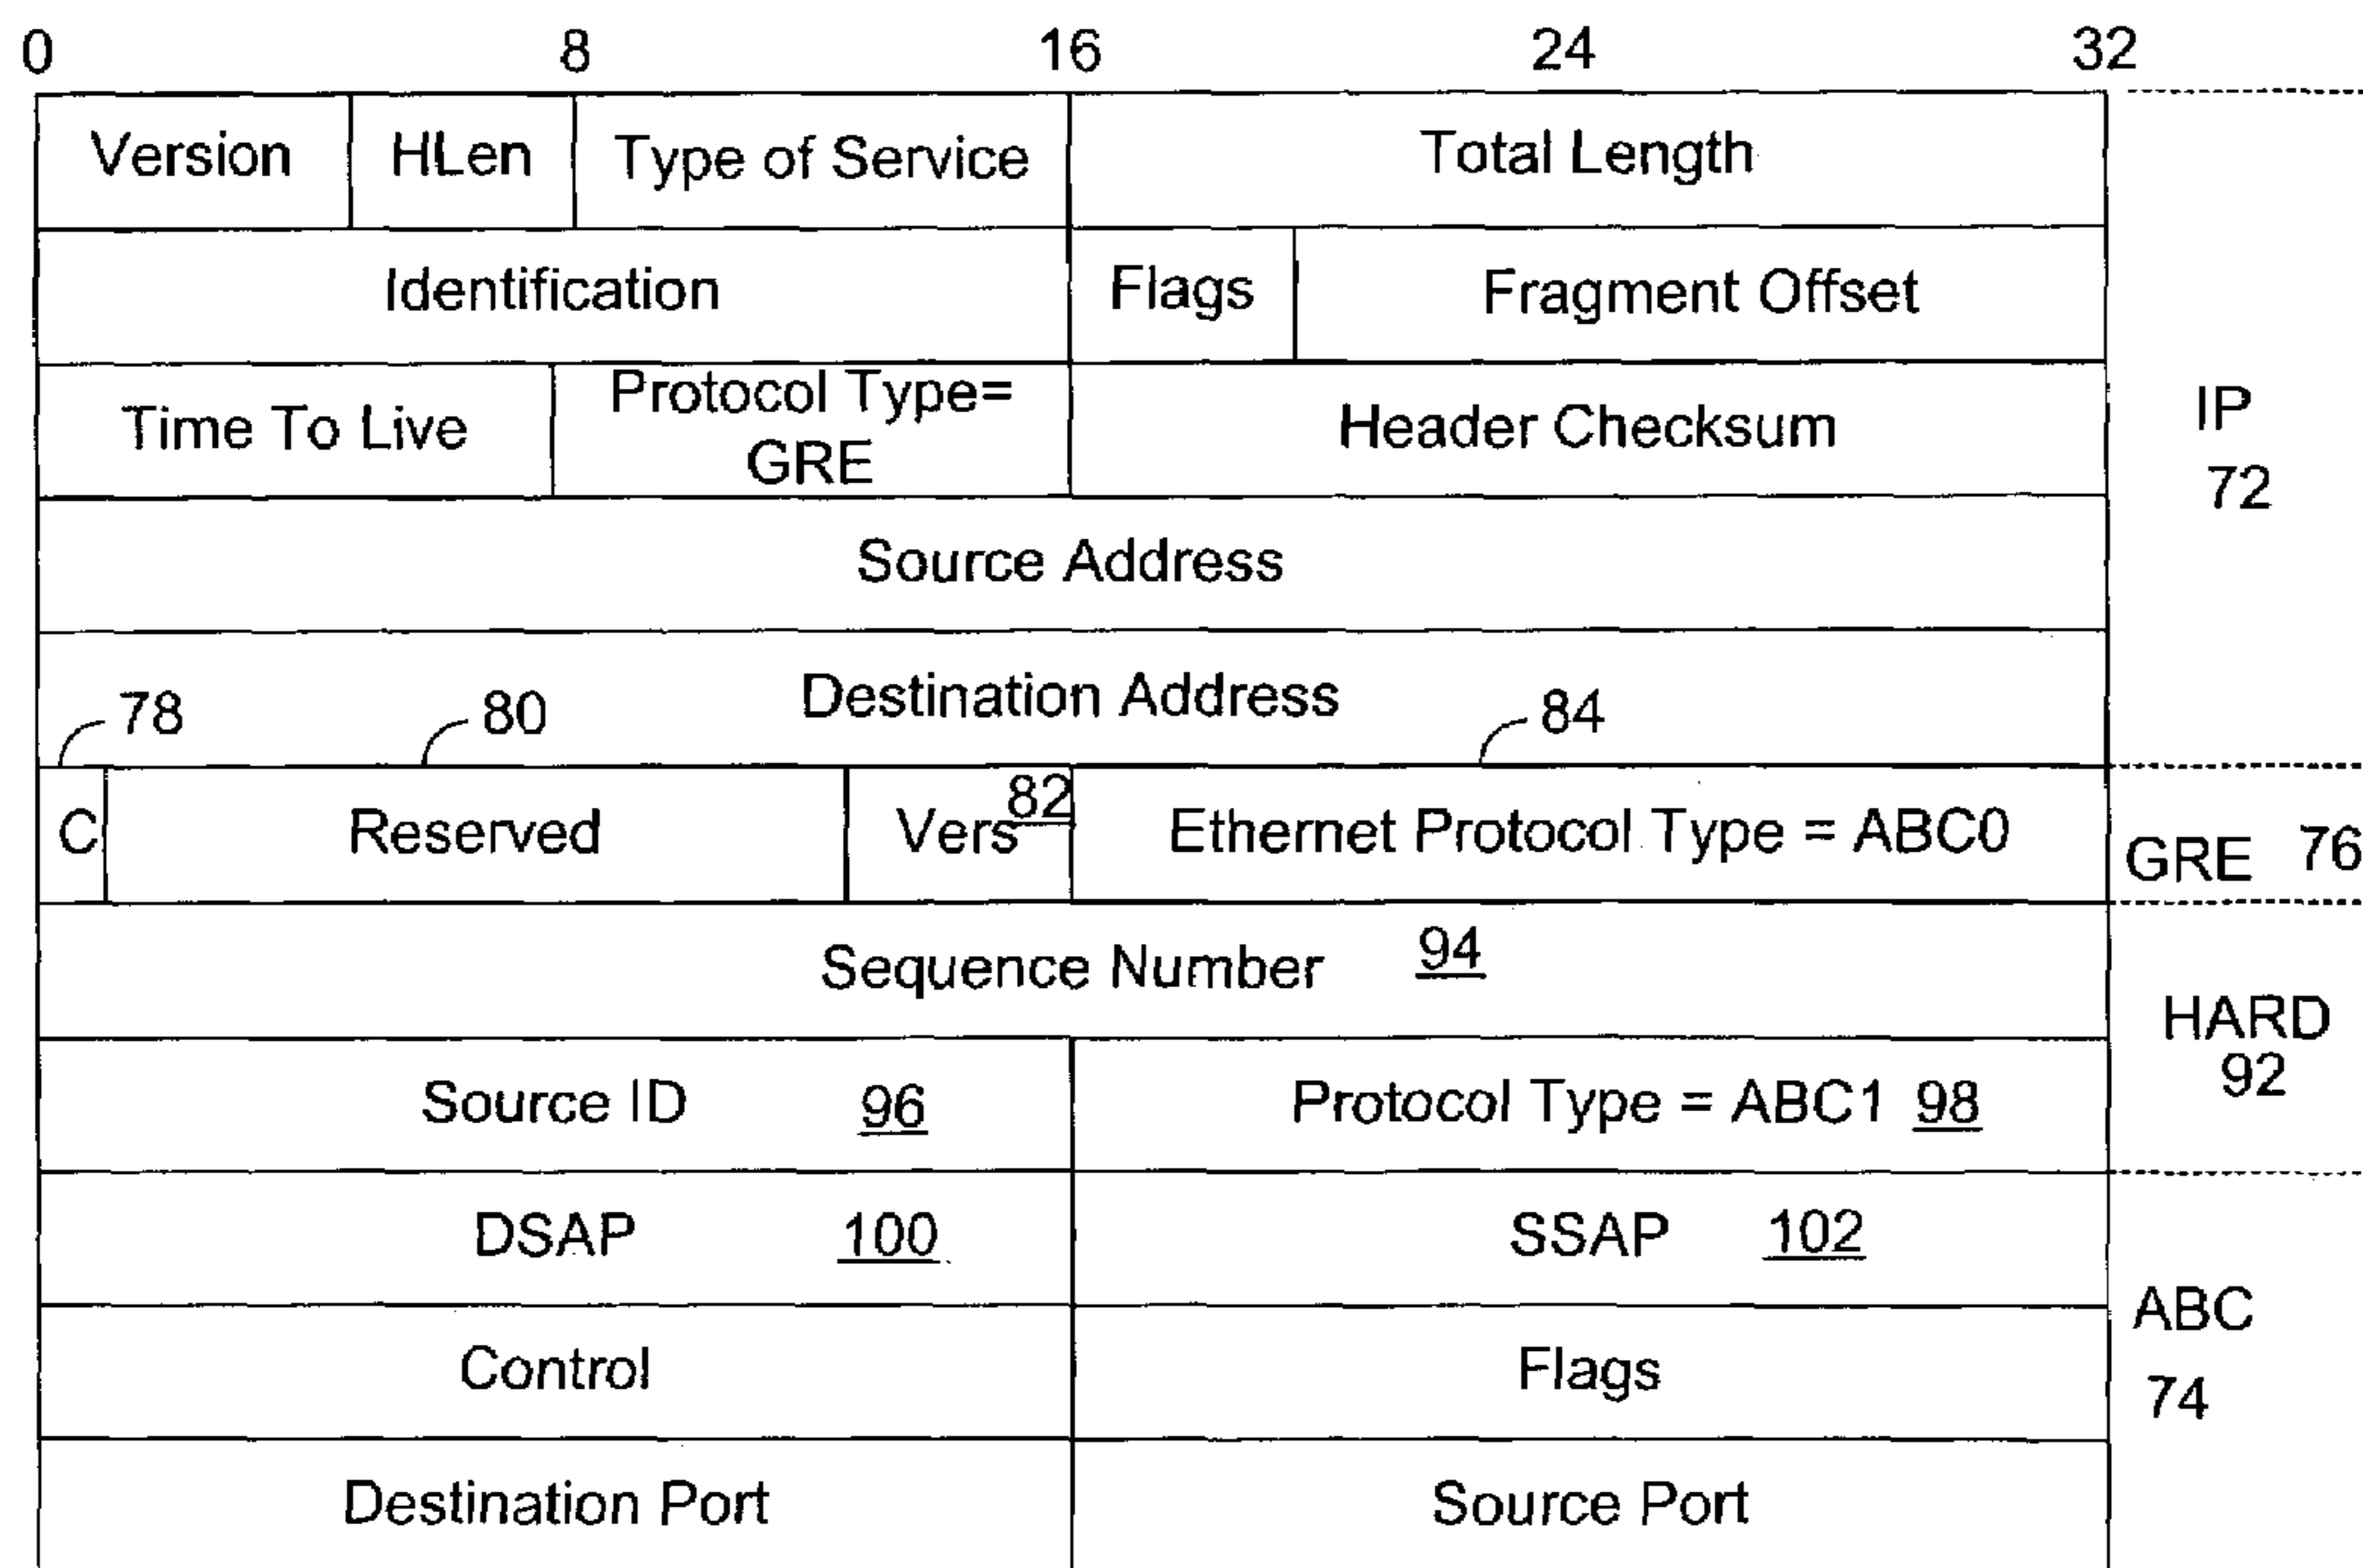 0 8 16 24 32
Version HLen Type of Service Total Length
Identification Flags Fragment Offset
Time To Live Protocol Type= GRE Header Checksum
IP
72
Source Address
Destination Address
78 80 84
C Reserved Vers 82 Ethernet Protocol Type = ABC0
GRE 76
Sequence Number 94
HARD
92
Source ID 96 Protocol Type = ABC1 98
DSAP 100 SSAP 102
ABC
74
Control Flags
Destination Port Source Port